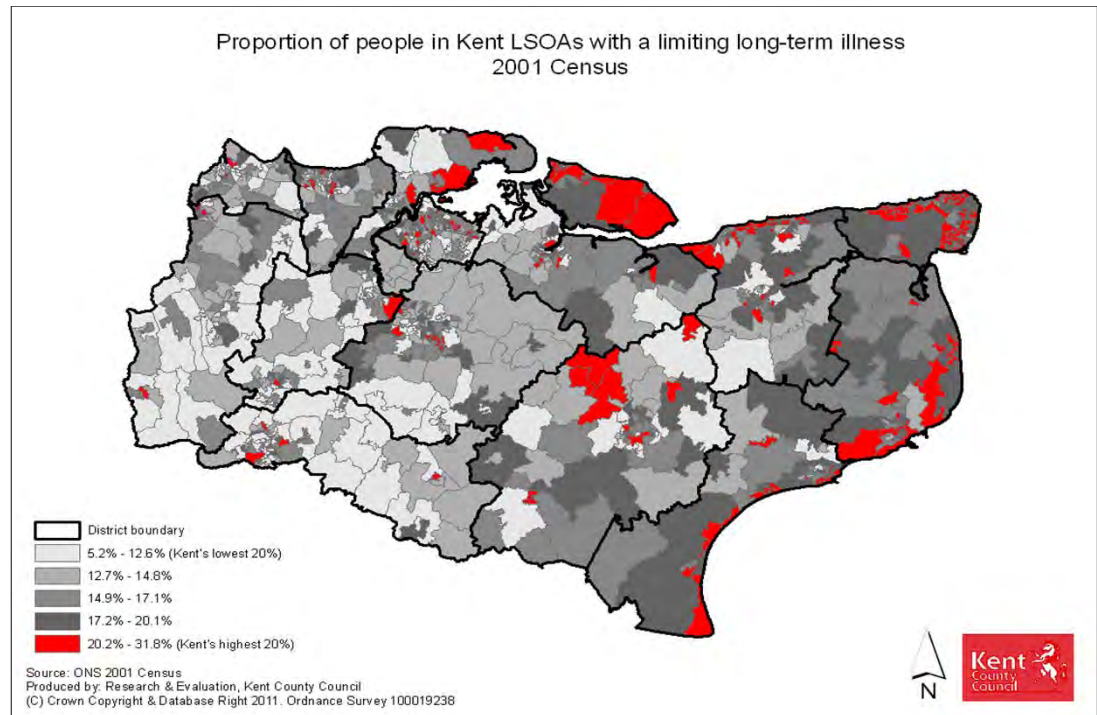 Proportion of people in Kent LSOAs with a limiting long-term illness
2001 Census
District boundary
5.2% - 12.6% (Kent's lowest 20%)
12.7% - 14.8%
14.9% - 17.1%
17.2% - 20.1%
20.2% - 31.8% (Kent's highest 20%)
Source: ONS 2001 Census
Produced by: Research & Evaluation, Kent County Council
(C) Crown Copyright & Database Right 2011. Ordnance Survey 100019238
N
Kent
County
Council